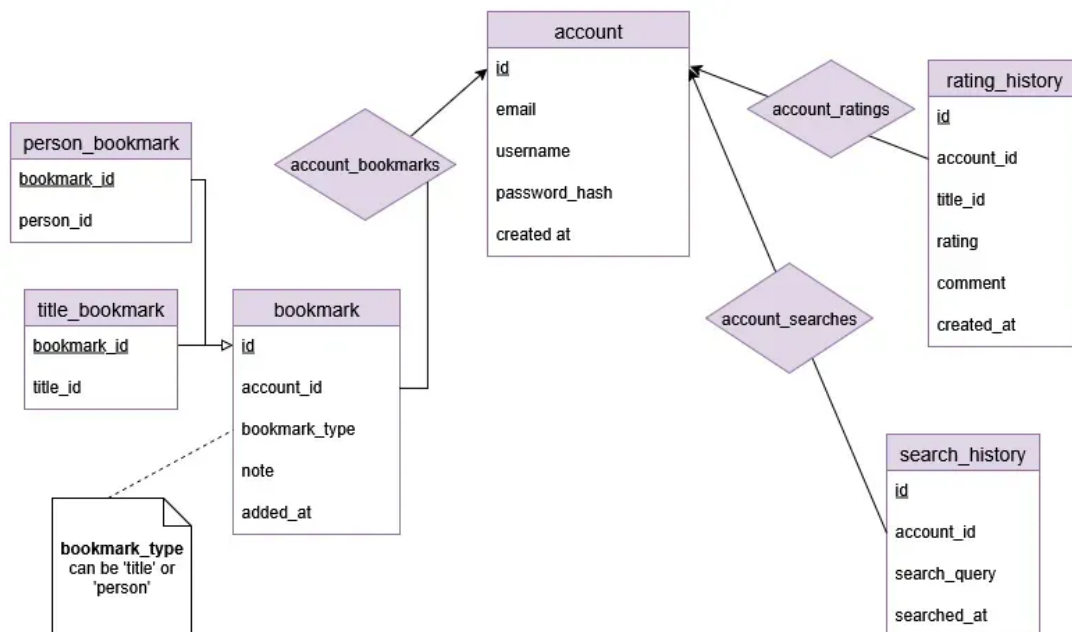 account
id
email
username
password_hash
created at
account_bookmarks
account_ratings
rating_history
id
account_id
title_id
rating
comment
created_at
person_bookmark
bookmark_id
person_id
title_bookmark
bookmark_id
title_id
bookmark
id
account_id
bookmark_type
note
added_at
account_searches
search_history
id
account_id
search_query
searched_at
bookmark_type
can be 'title' or
'person'